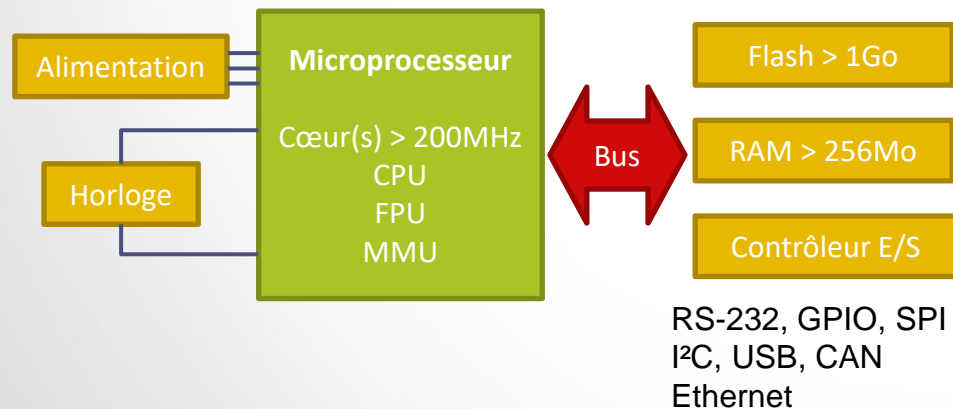 Alimentation
Horloge
Microprocesseur
Cœur(s) > 200MHz
CPU
FPU
MMU
Bus
Flash > 1Go
RAM > 256Mo
Contrôleur E/S
RS-232, GPIO, SPI
I²C, USB, CAN
Ethernet